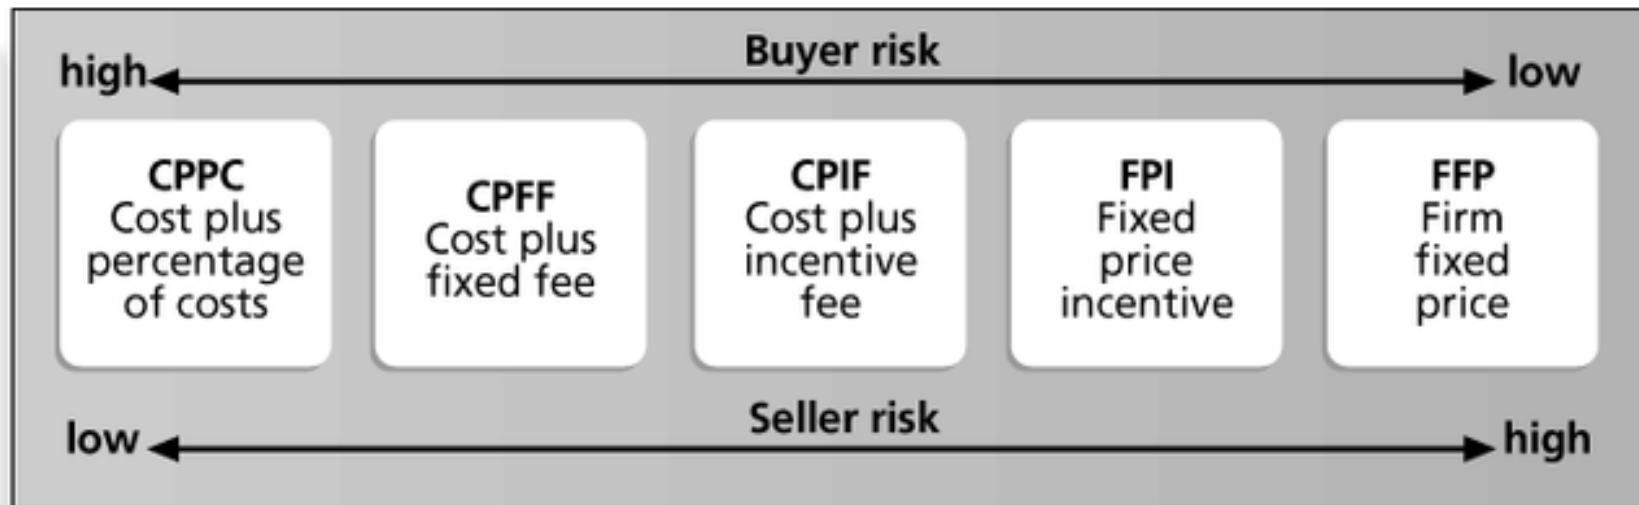 Buyer risk
high
low
CPPC
Cost plus
percentage
of costs
CPFF
Cost plus
fixed fee
CPIF
Cost plus
incentive
fee
FPI
Fixed
price
incentive
FFP
Firm
fixed
price
Seller risk
low
high